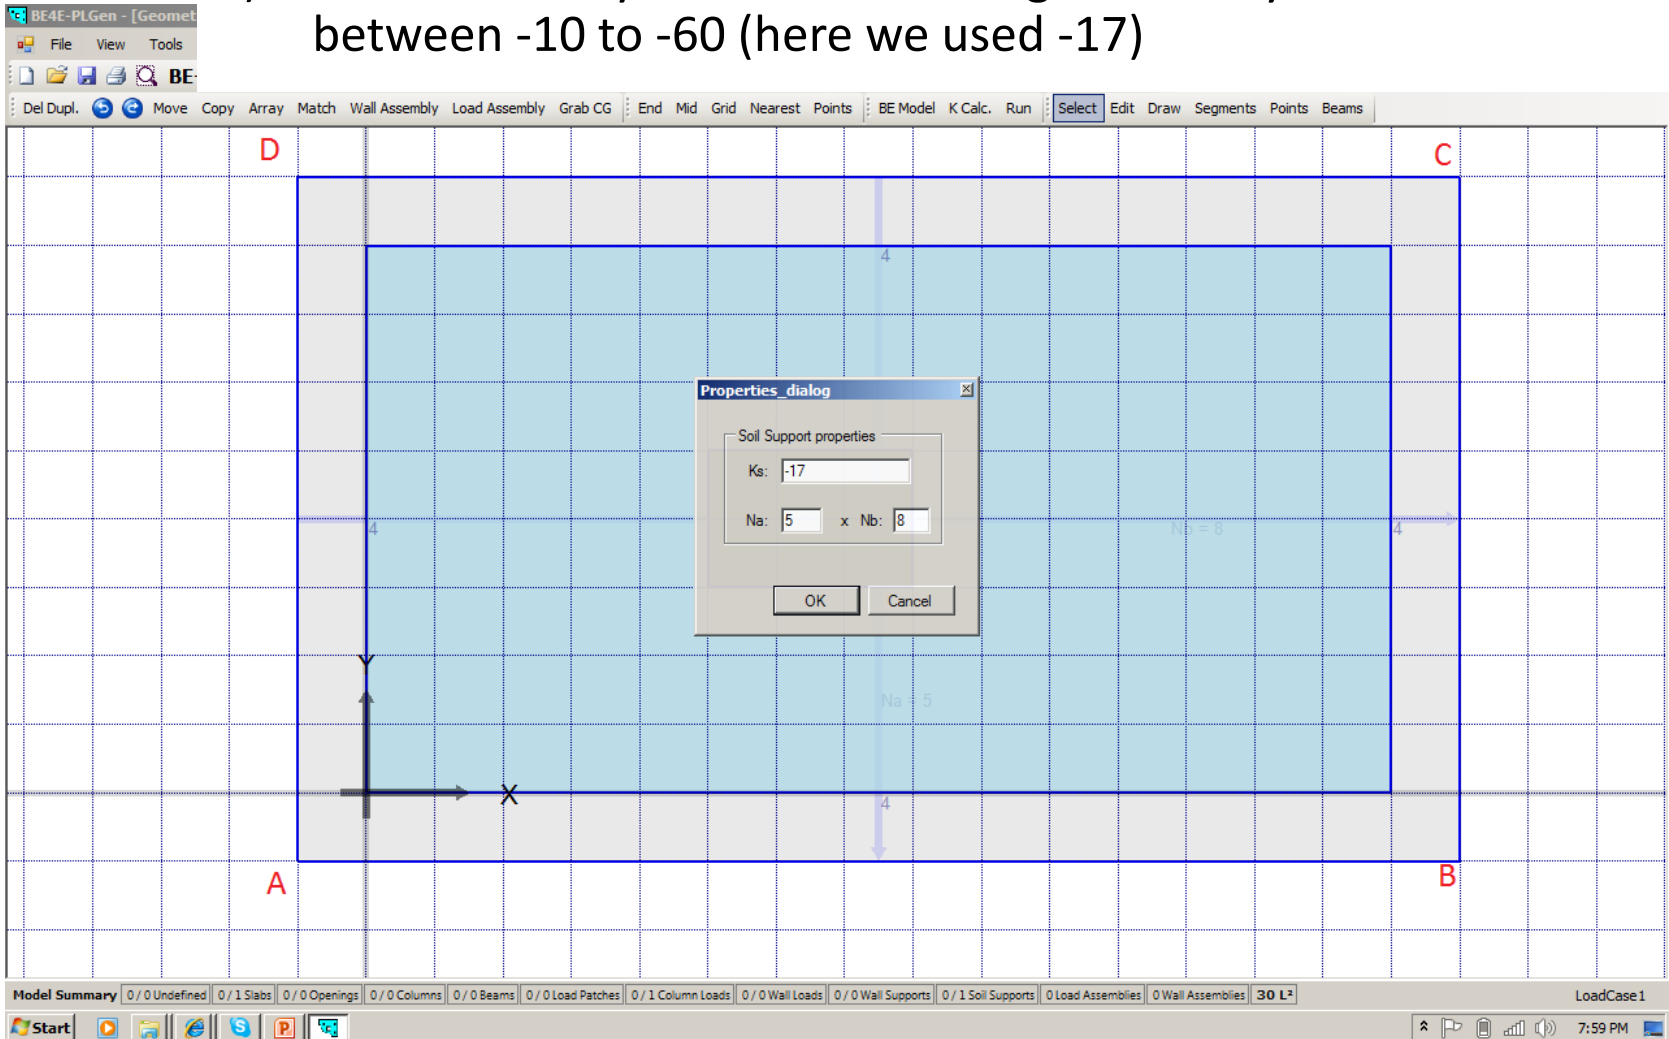 between -10 to -60 (here we used -17)
BE4E-PLGen - [Geomet
File View Tools
BE-
Del Dupl. Move Copy Array Match Wall Assembly Load Assembly Grab CG End Mid Grid Nearest Points BE Model K Calc. Run Select Edit Draw Segments Points Beams
D
C
4
Properties_dialog
Soil Support properties
Ks: -17
Na: 5 x Nb: 8
4
Nb = 8
4
OK Cancel
Y
Na = 5
X
4
A
B
Model Summary 0 / 0 Undefined 0 / 1 Slabs 0 / 0 Openings 0 / 0 Columns 0 / 0 Beams 0 / 0 Load Patches 0 / 1 Column Loads 0 / 0 Wall Loads 0 / 0 Wall Supports 0 / 1 Soil Supports 0 Load Assemblies 0 Wall Assemblies 30 L² LoadCase1
Start 7:59 PM